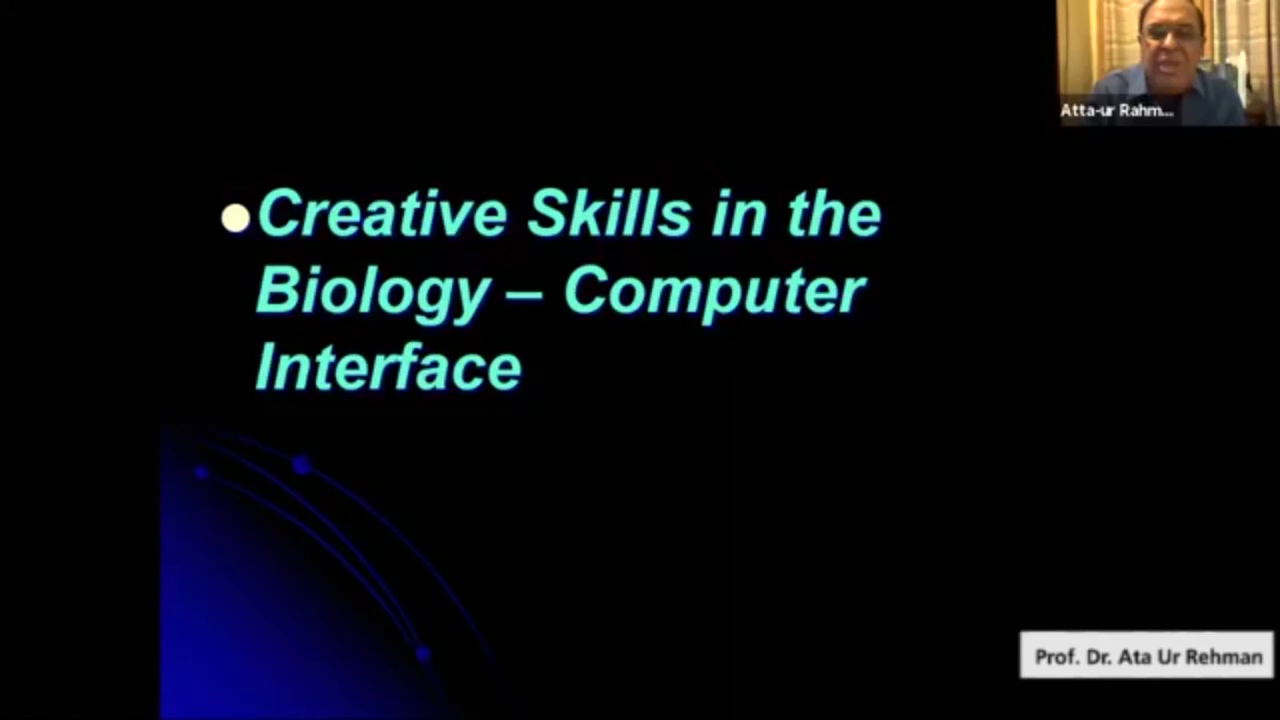 Atta-ur Rahm...
Creative Skills in the
Biology – Computer
Interface
Prof. Dr. Ata Ur Rehman